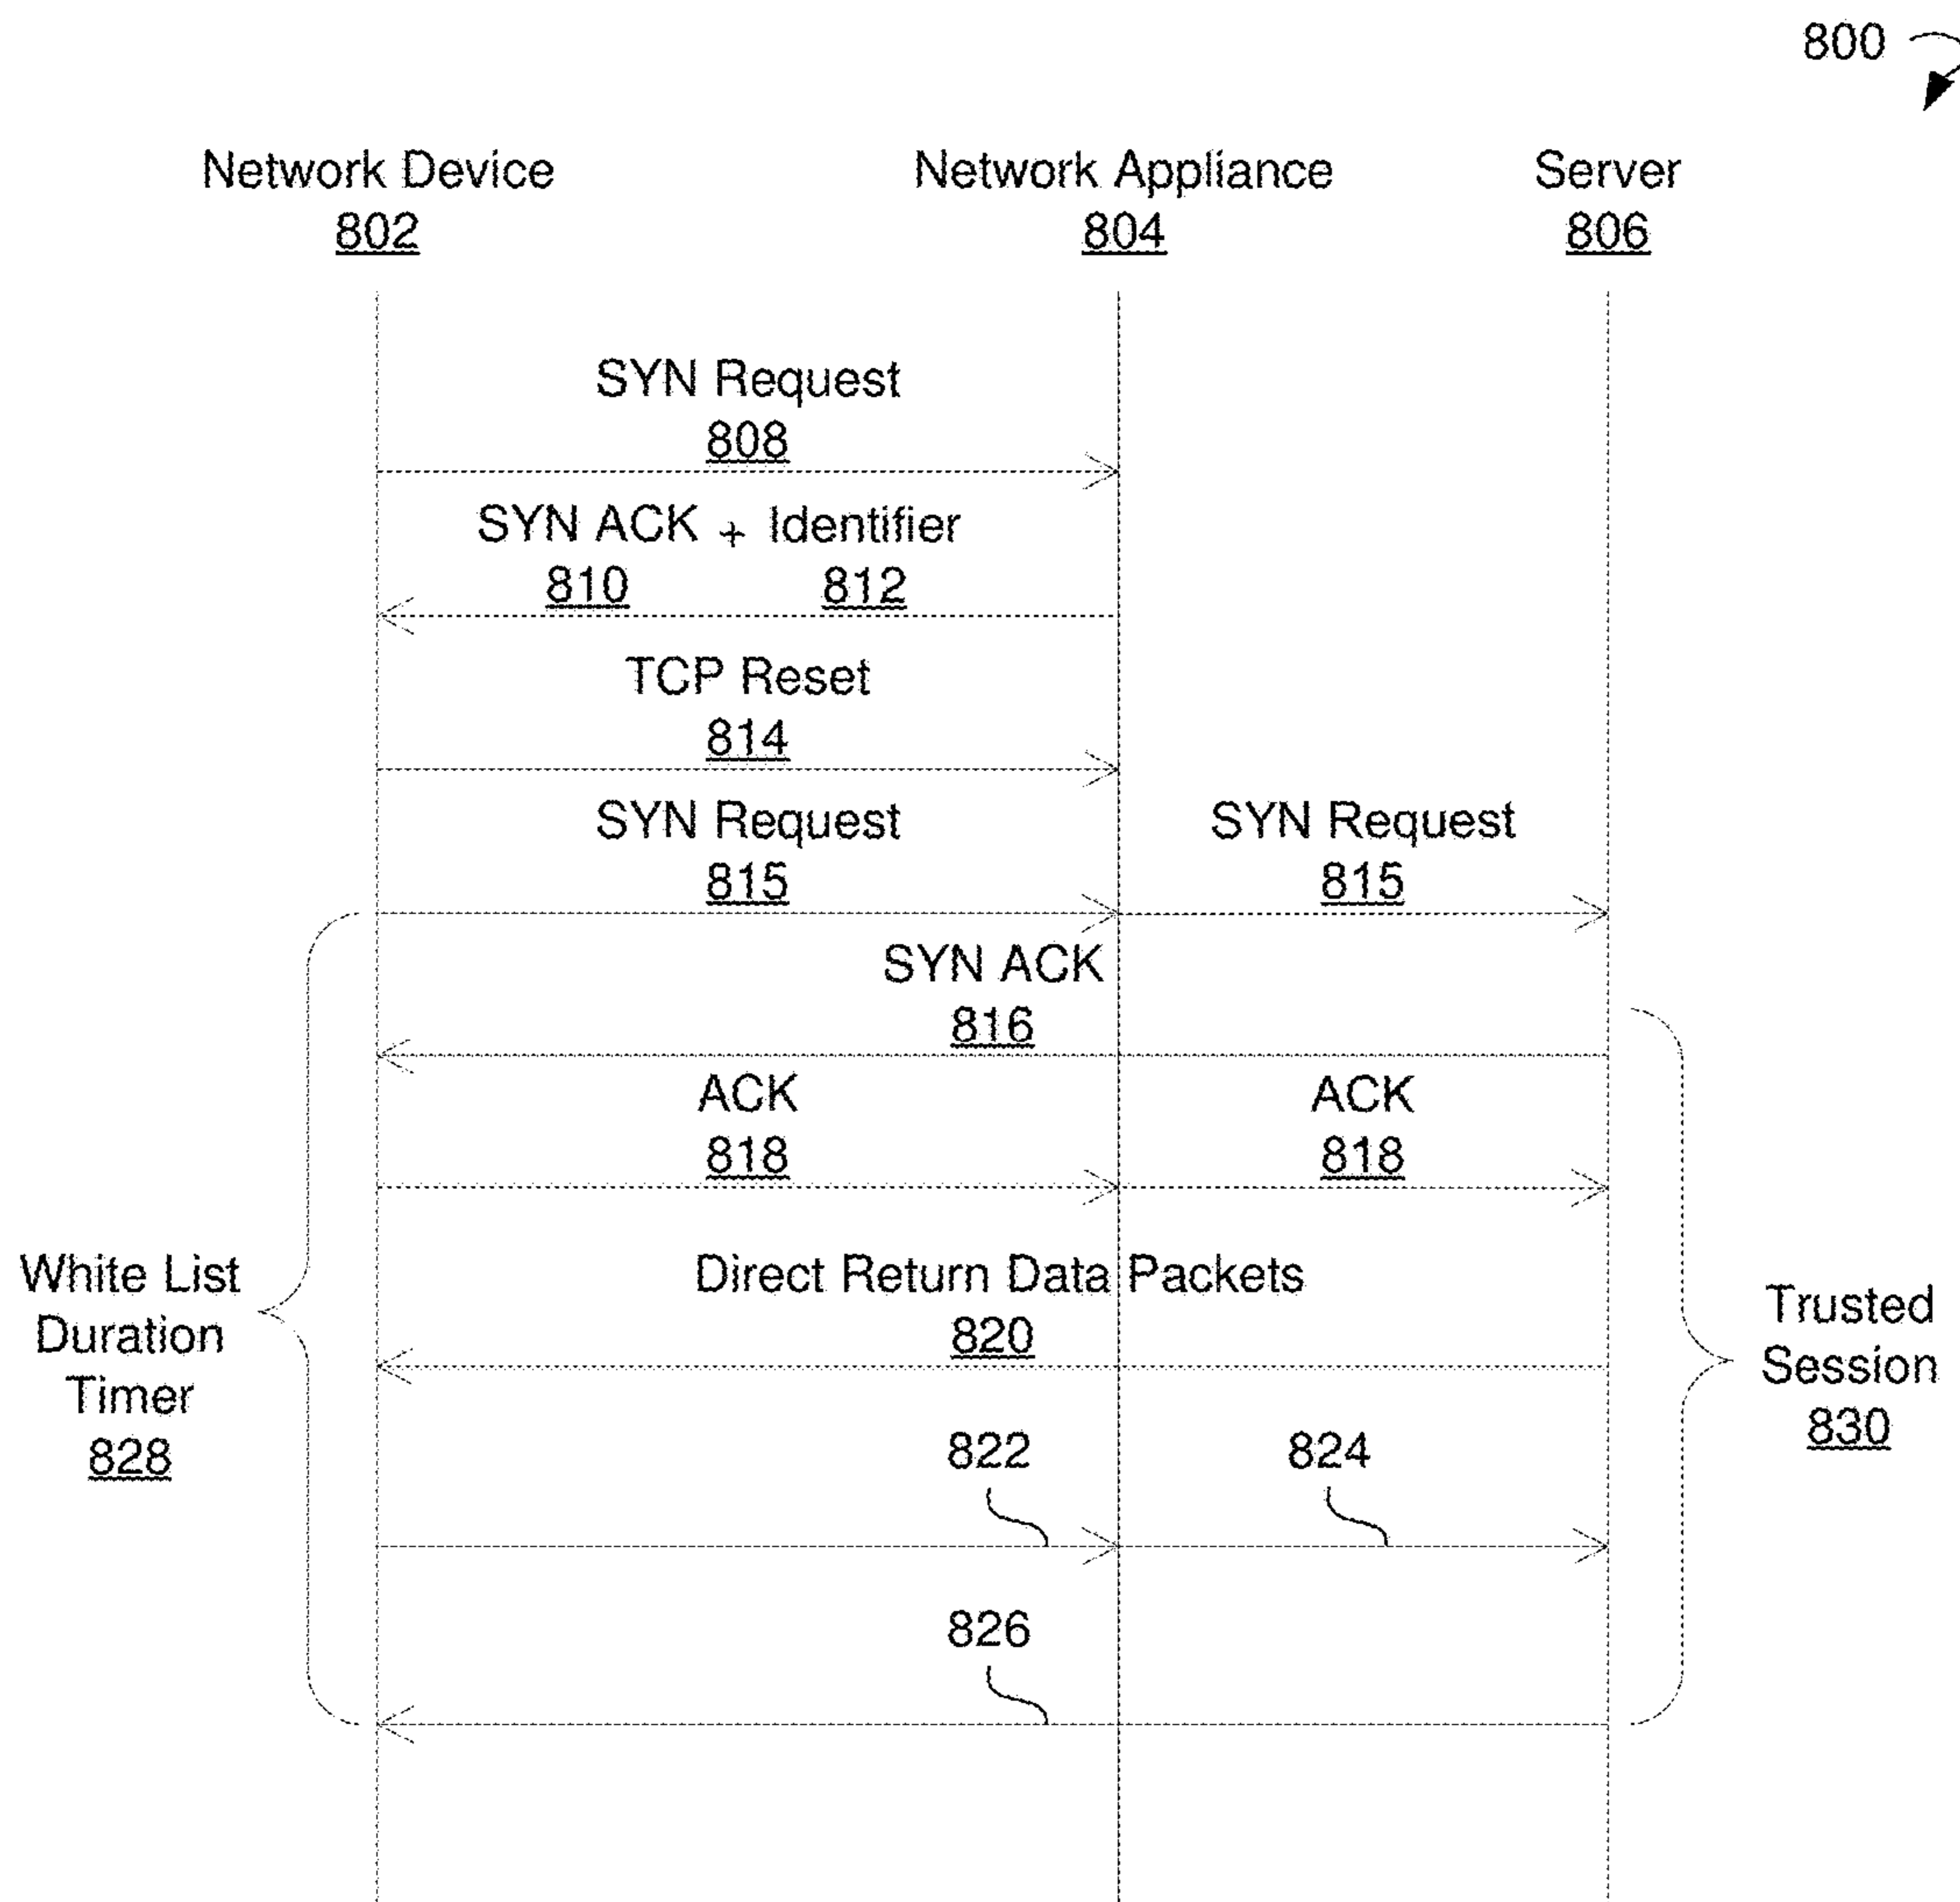 800
Network Device
802
Network Appliance
804
Server
806
SYN Request
808
SYN ACK + Identifier
810 812
TCP Reset
814
SYN Request
815
SYN Request
815
SYN ACK
816
ACK
818
ACK
818
White List
Duration
Timer
828
Direct Return Data Packets
820
Trusted
Session
830
822
824
826